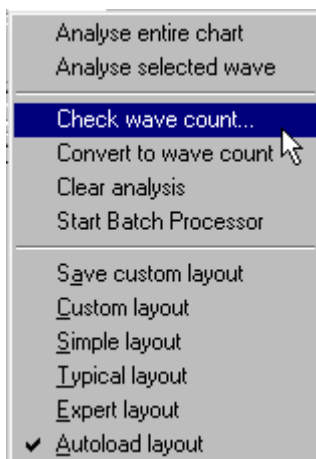 Analyse entire chart
Analyse selected wave
Check wave count...
Convert to wave count
Clear analysis
Start Batch Processor
Save custom layout
Custom layout
Simple layout
Typical layout
Expert layout
Autoload layout